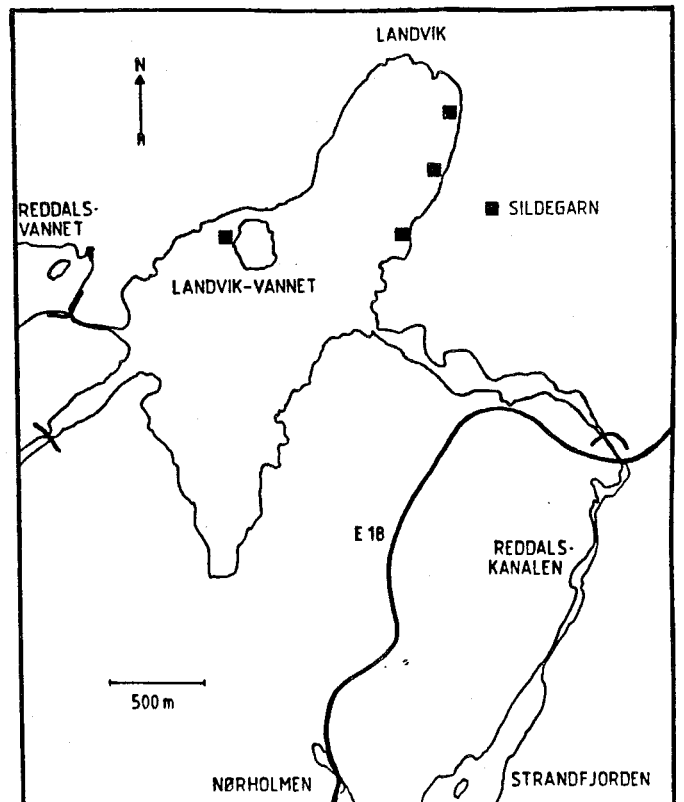 LANDVIK
N
REDDALS-
VANNET
SILDEGARN
LANDVIK-VANNET
E 18
REDDALS-
KANALEN
500 m
NØRHOLMEN
STRANDFJORDEN